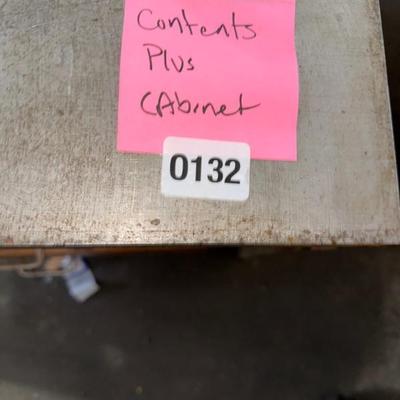 Contents
Plus
CAbinet
0132